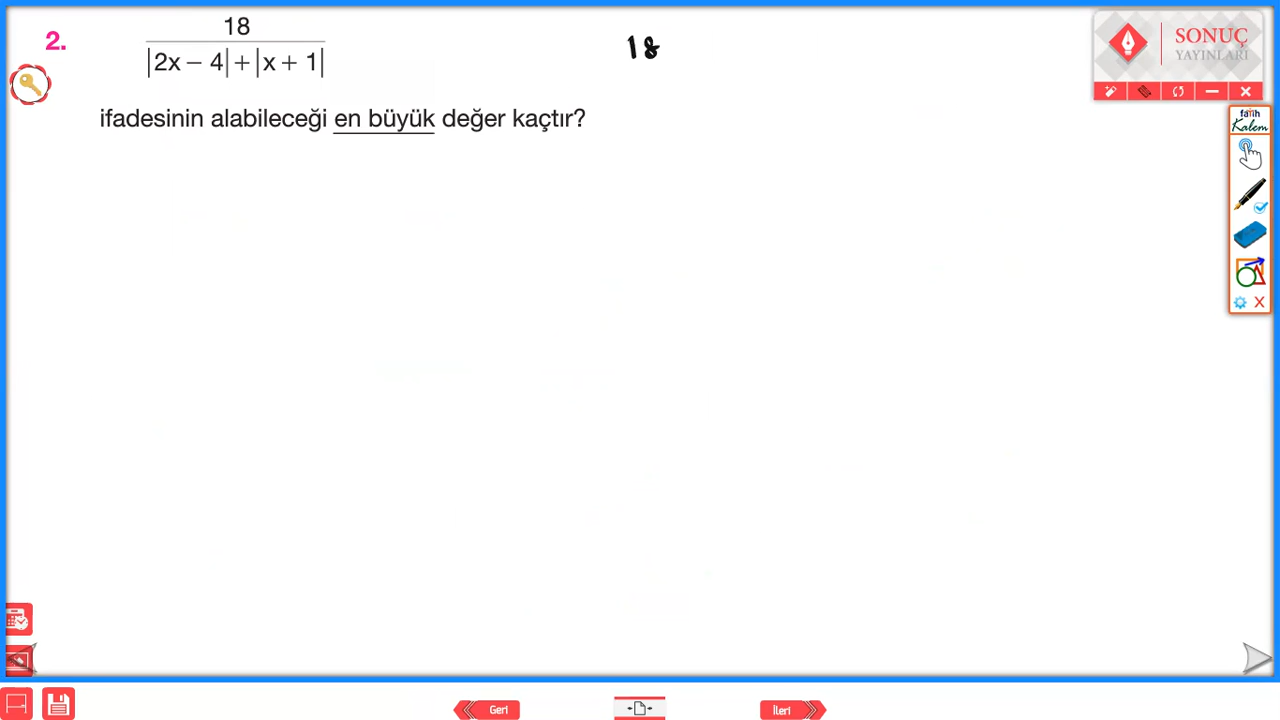 2.
18
|2x − 4| + |x + 1|
18
ifadesinin alabileceği en büyük değer kaçtır?
SONUÇ
YAYINLARI
fatih
Kalem
Geri
İleri